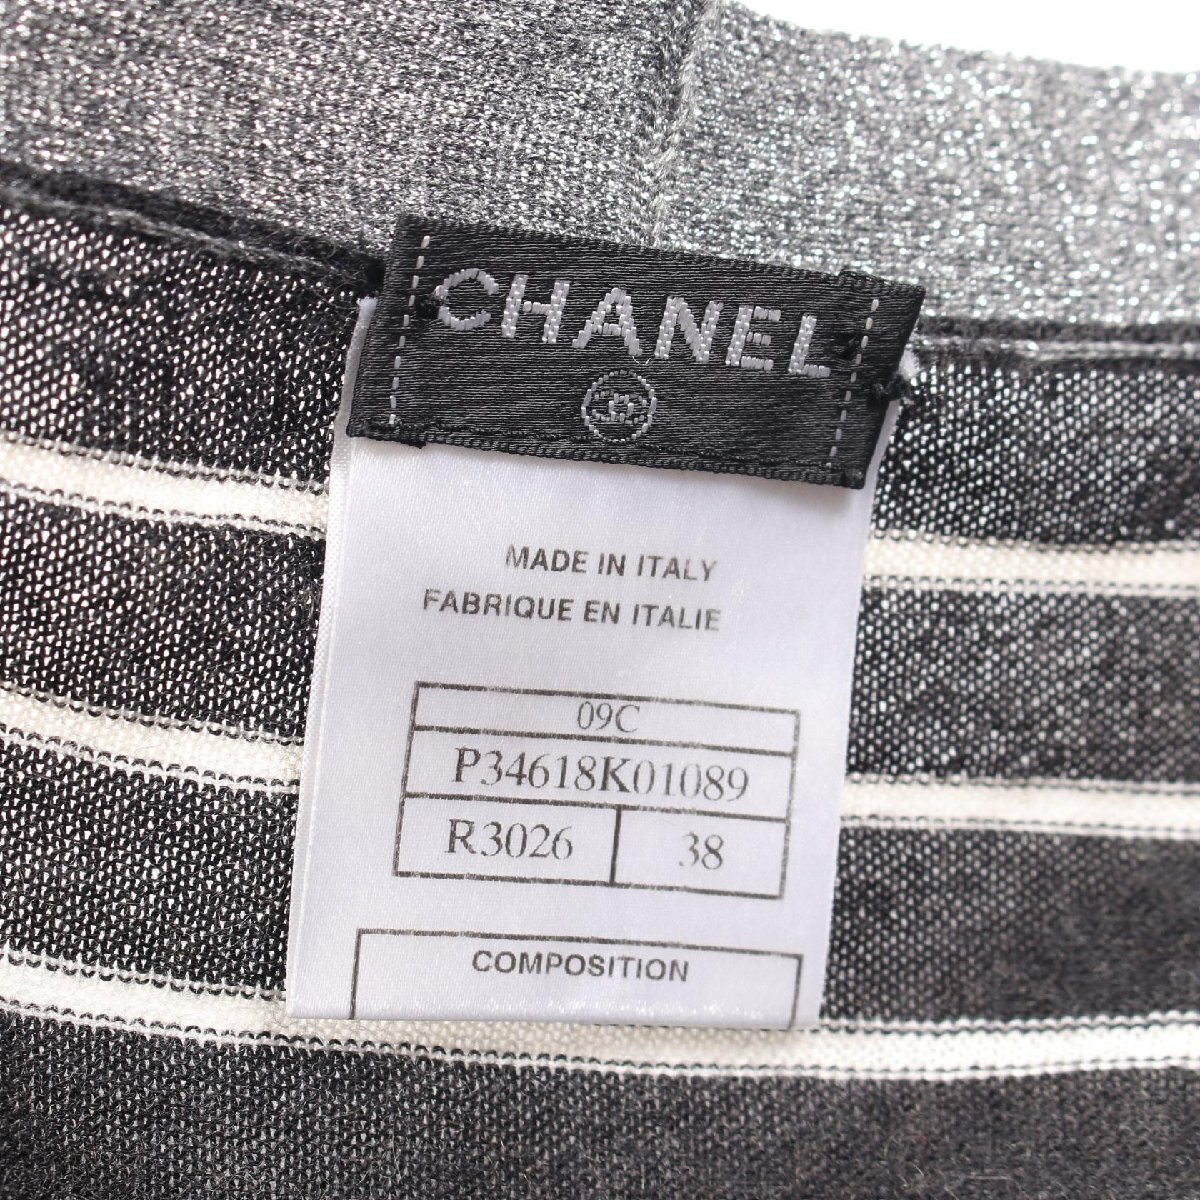 CHANEL
MADE IN ITALY
FABRIQUE EN ITALIE
09C
P34618K01089
R3026 38
COMPOSITION